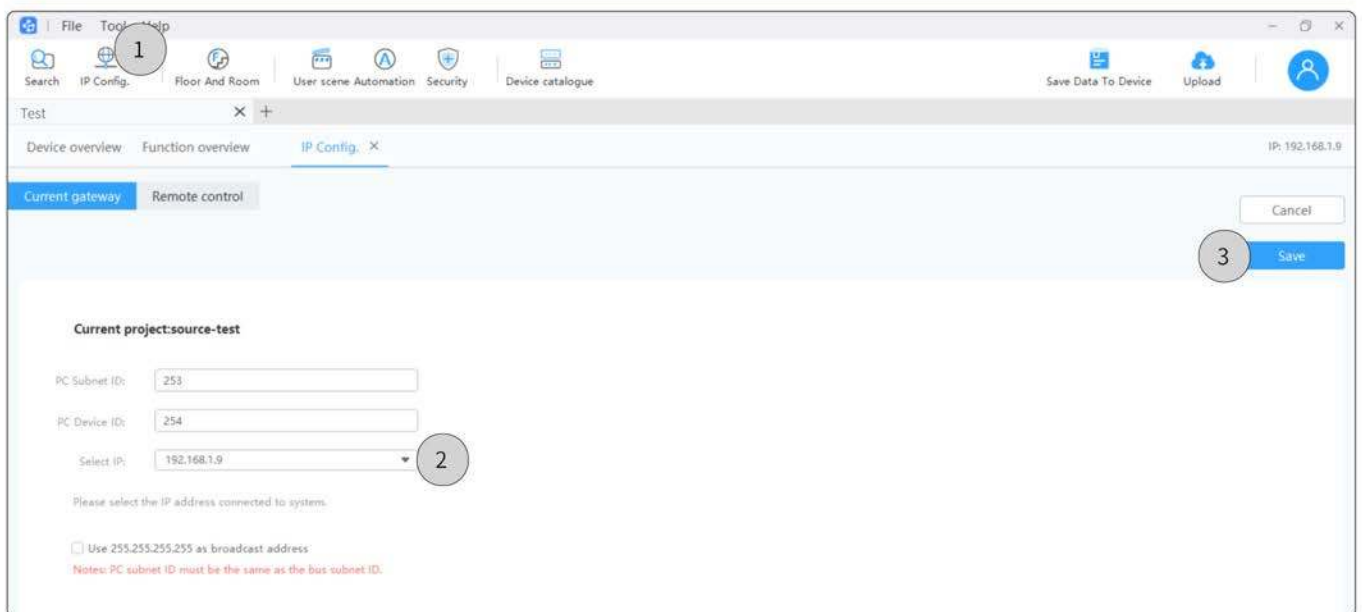 File Tool Help
1
Search IP Config. Floor And Room User scene Automation Security Device catalogue Save Data To Device Upload
Test
Device overview Function overview IP Config. IP: 192.168.1.9
Current gateway Remote control
Cancel
3 Save
Current project:source-test
PC Subnet ID: 253
PC Device ID: 254
Select IP: 192.168.1.9 2
Please select the IP address connected to system.
Use 255.255.255.255 as broadcast address
Notes: PC subnet ID must be the same as the bus subnet ID.